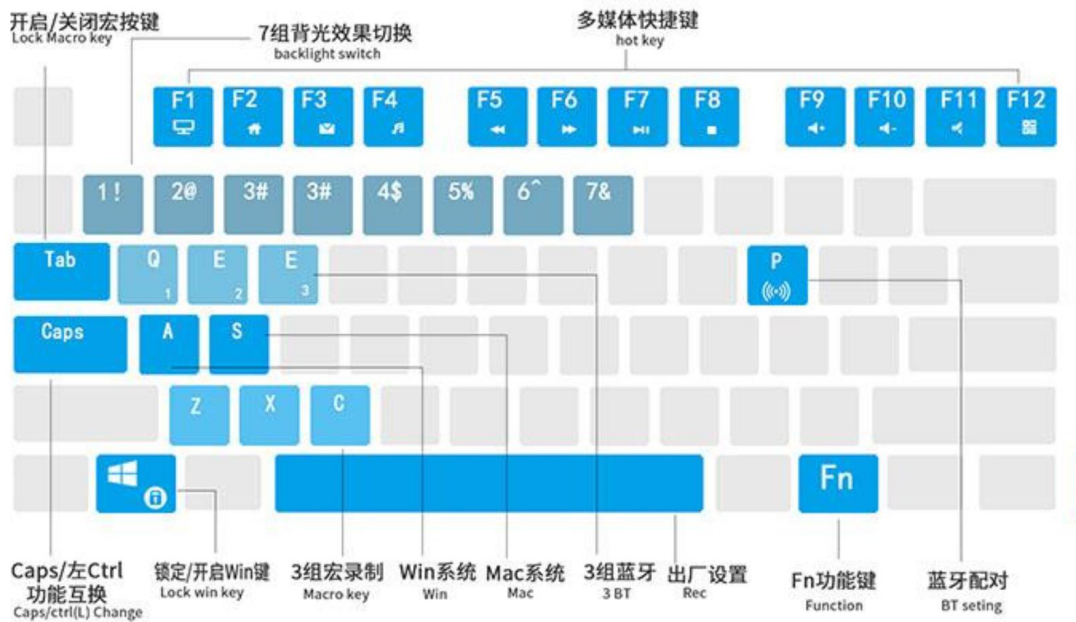 开启/关闭宏按键
Lock Macro key
7组背光效果切换
backlight switch
多媒体快捷键
hot key
F1 F2 F3 F4 F5 F6 F7 F8 F9 F10 F11 F12
1! 2@ 3# 3# 4$ 5% 6^ 7&
Tab Q 1 E 2 E 3 P
Caps A S
Z X C
Fn
Caps/左Ctrl
功能互换
Caps/ctrl(L) Change
锁定/开启Win键
Lock win key
3组宏录制
Macro key
Win系统
Win
Mac系统
Mac
3组蓝牙
3 BT
出厂设置
Rec
Fn功能键
Function
蓝牙配对
BT seting